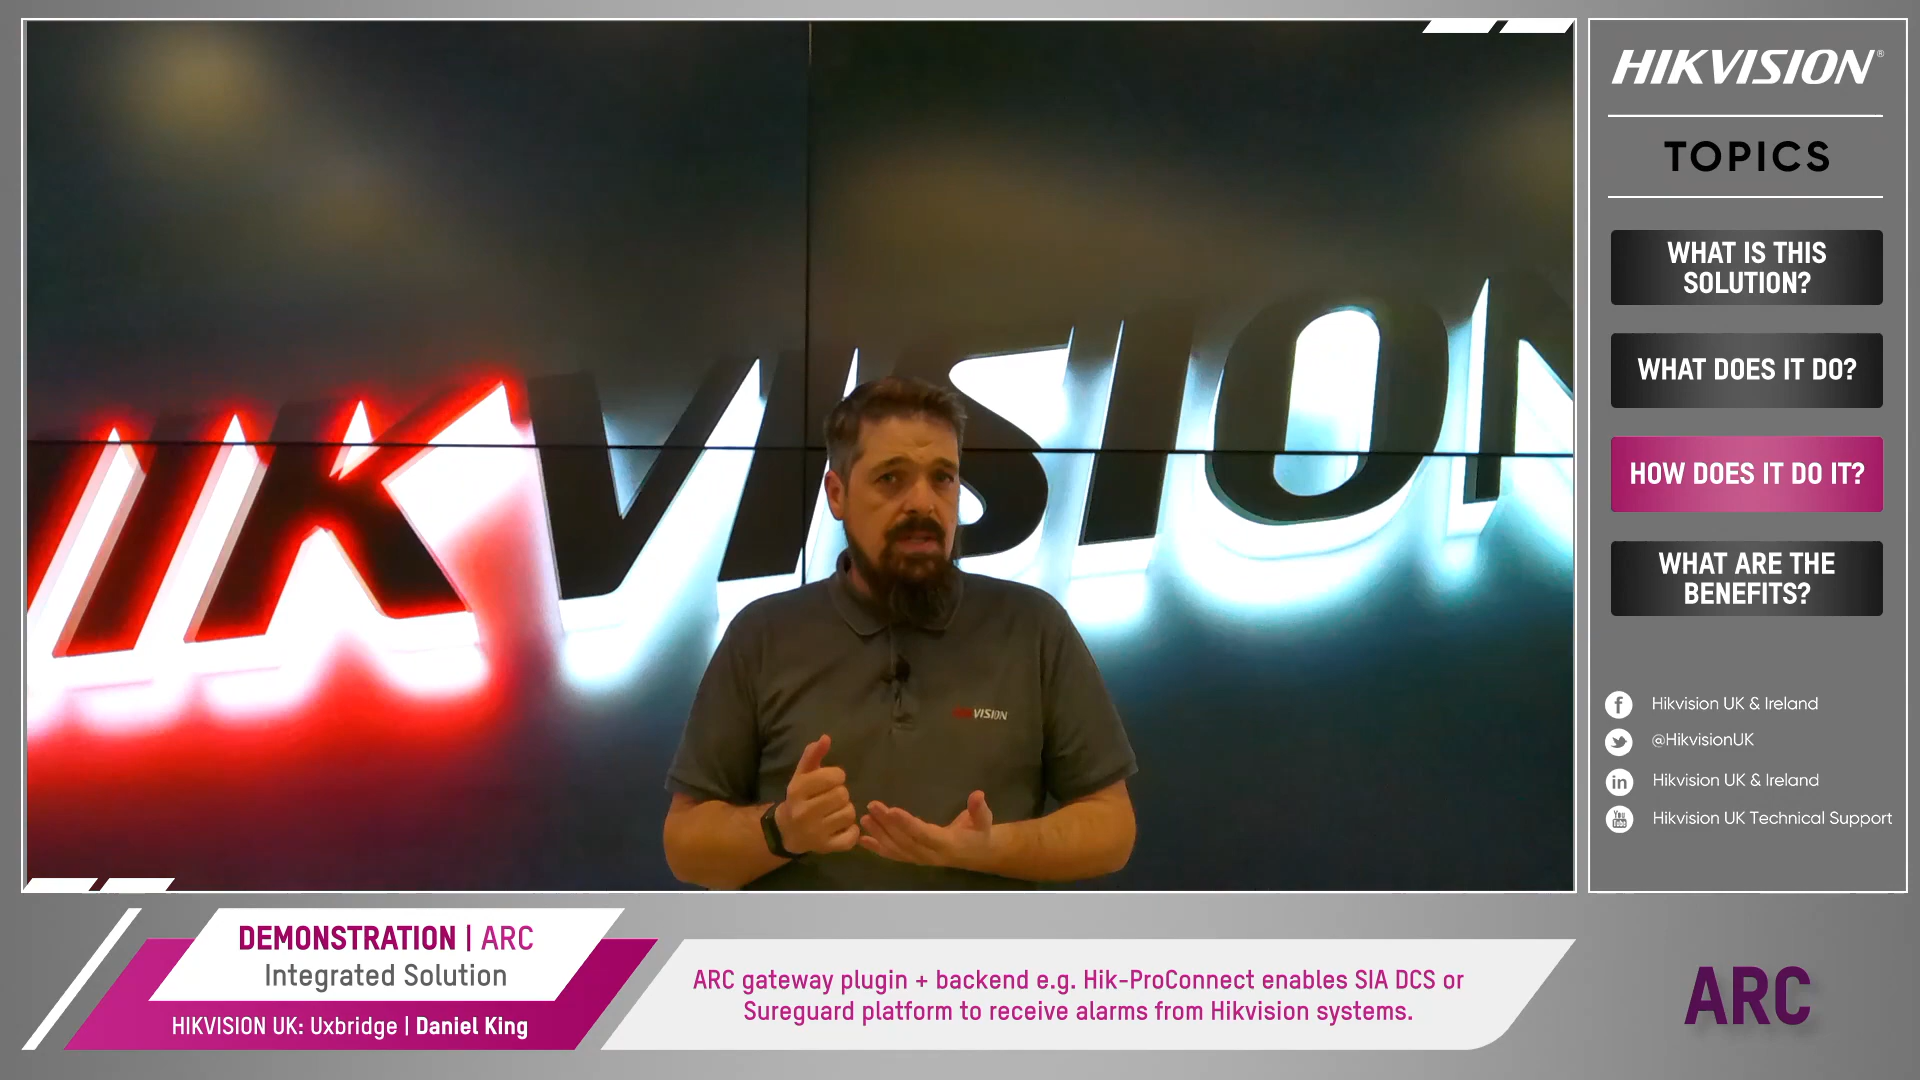 HIKVISION
VISION
HIKVISION®
TOPICS
WHAT IS THIS
SOLUTION?
WHAT DOES IT DO?
HOW DOES IT DO IT?
WHAT ARE THE
BENEFITS?
f Hikvision UK & Ireland
@HikvisionUK
in Hikvision UK & Ireland
You Tube Hikvision UK Technical Support
DEMONSTRATION | ARC
Integrated Solution
HIKVISION UK: Uxbridge | Daniel King
ARC gateway plugin + backend e.g. Hik-ProConnect enables SIA DCS or
Sureguard platform to receive alarms from Hikvision systems.
ARC